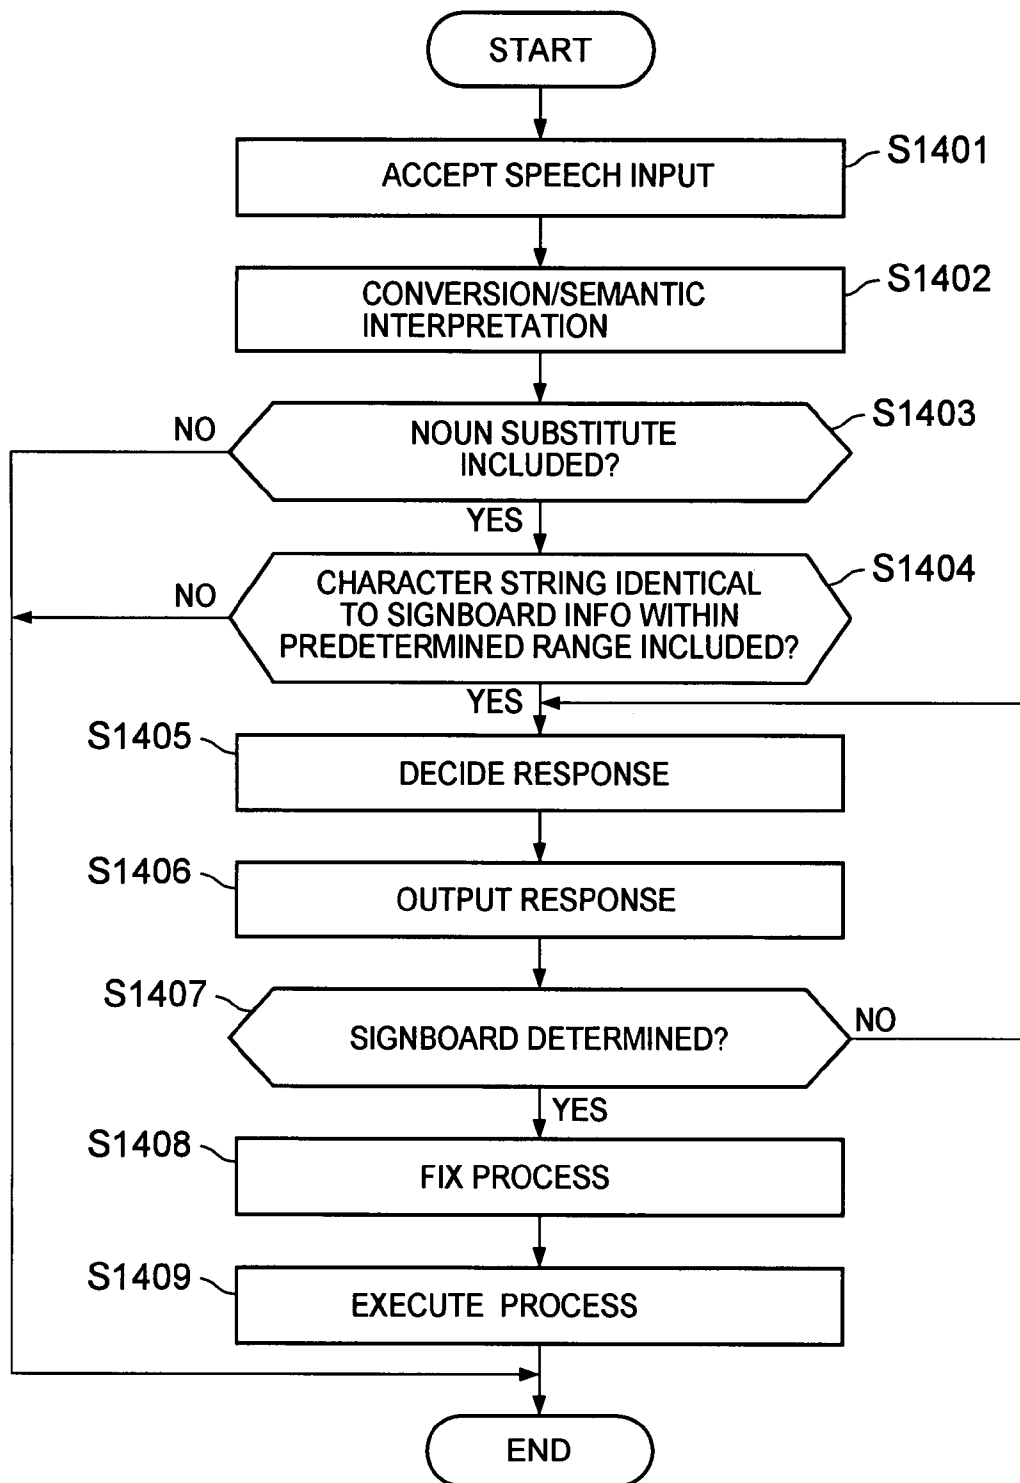 START
ACCEPT SPEECH INPUT
S1401
CONVERSION/SEMANTIC
INTERPRETATION
S1402
NO
NOUN SUBSTITUTE
INCLUDED?
S1403
YES
NO
CHARACTER STRING IDENTICAL
TO SIGNBOARD INFO WITHIN
PREDETERMINED RANGE INCLUDED?
S1404
YES
S1405
DECIDE RESPONSE
S1406
OUTPUT RESPONSE
S1407
SIGNBOARD DETERMINED?
NO
YES
S1408
FIX PROCESS
S1409
EXECUTE PROCESS
END